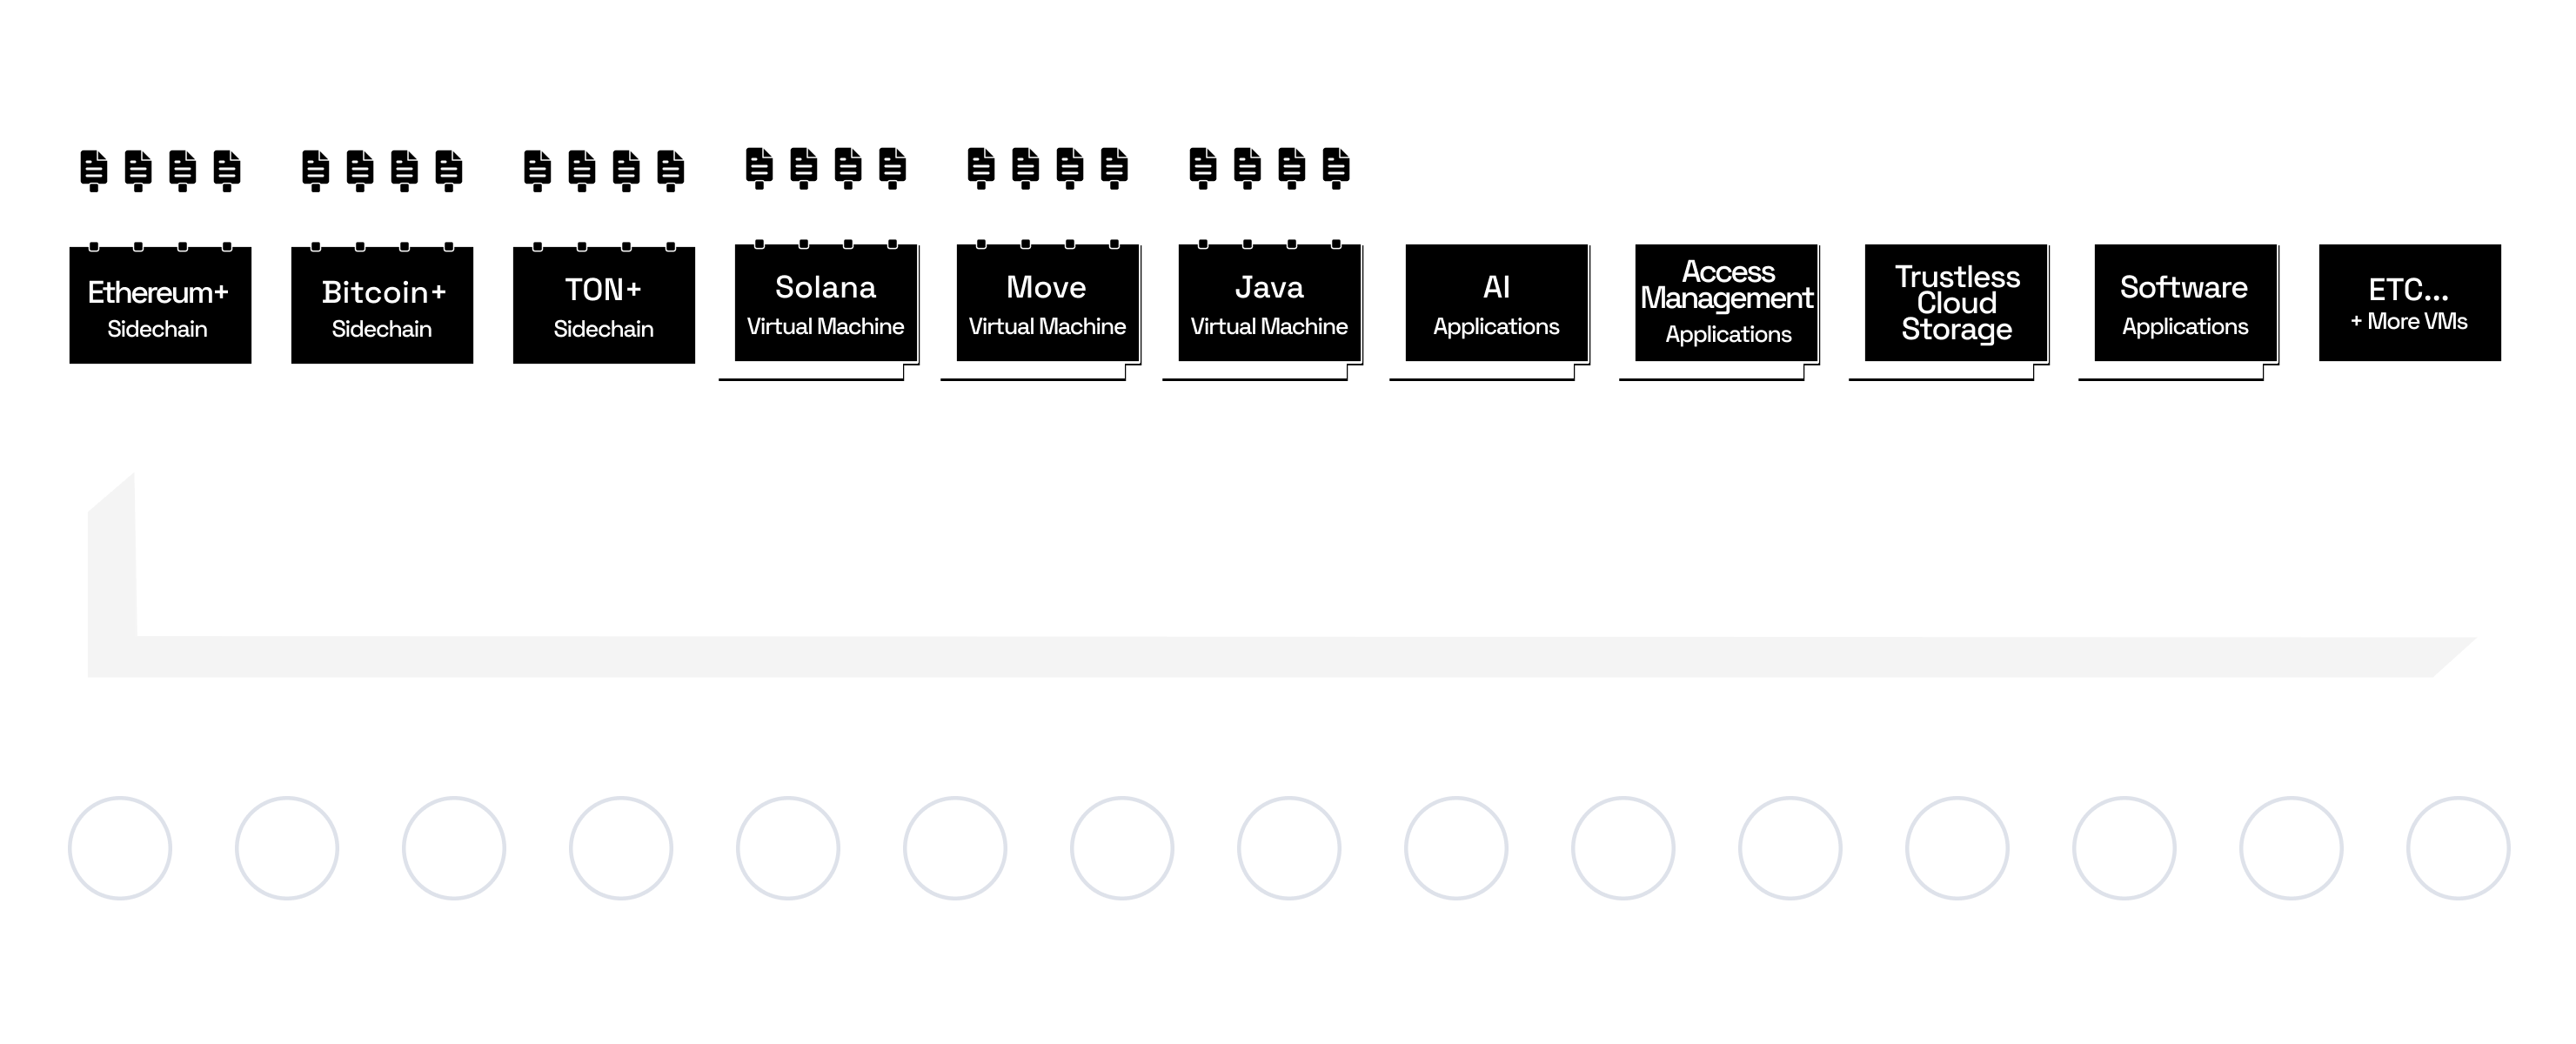 Ethereum+
Sidechain
Bitcoin+
Sidechain
TON+
Sidechain
Solana
Virtual Machine
Move
Virtual Machine
Java
Virtual Machine
AI
Applications
Access
Management
Applications
Trustless
Cloud
Storage
Software
Applications
ETC...
+ More VMs